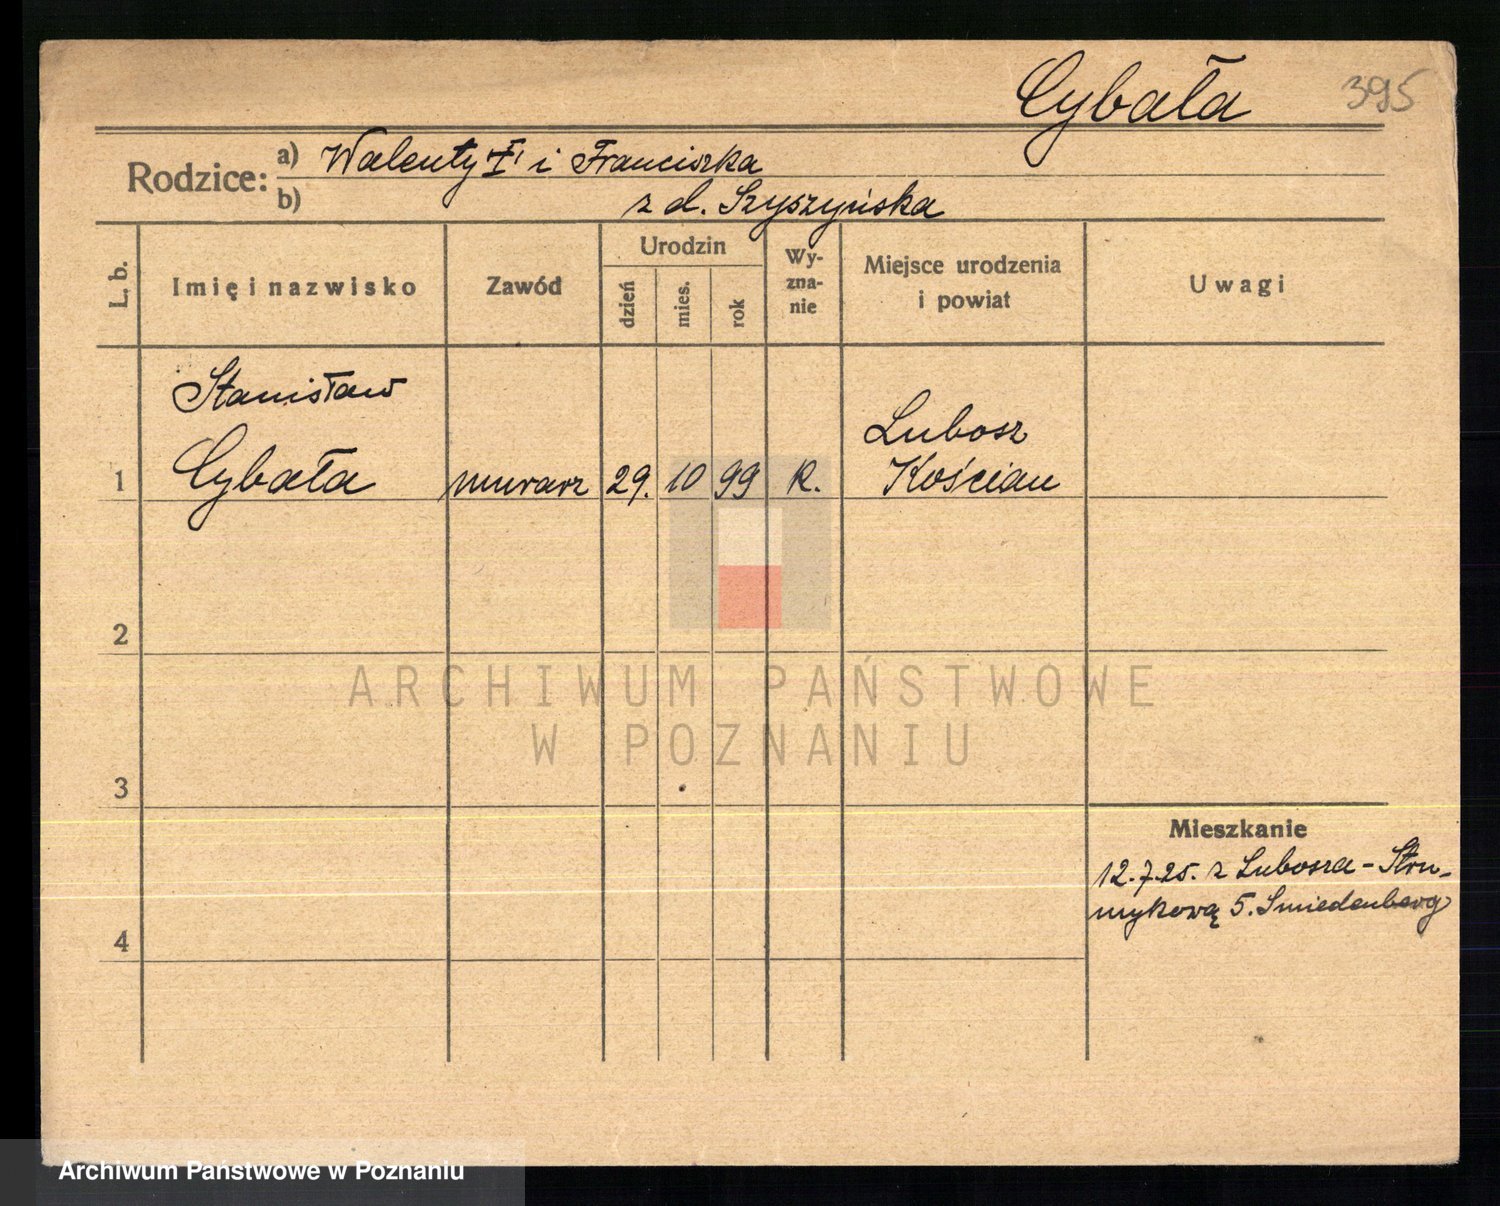 Cybała 395
Rodzice:
a) Walenty i Franciszka
b) z d. Szyszyńska
L. b.
Imię i nazwisko
Zawód
Urodzin
dzień
mies.
rok
Wy-
zna-
nie
Miejsce urodzenia
i powiat
Uwagi
Stanisław
Lubosz
1 Cybała murarz 29. 10 99 R. Kościan
2
ARCHIWUM PAŃSTWOWE
W POZNANIU
3
Mieszkanie
12.7.25. z Lubosza - Stru-
mykową 5. Smiedenberg
4
Archiwum Państwowe w Poznaniu